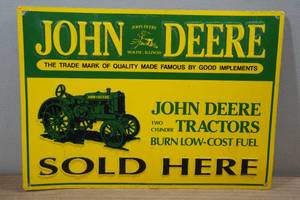 JOHN DEERE
JOHN DEERE
MOLINE, ILLINOIS
THE TRADE MARK OF QUALITY MADE FAMOUS BY GOOD IMPLEMENTS
JOHN DEERE
TWO CYLINDER TRACTORS
BURN LOW-COST FUEL
SOLD HERE